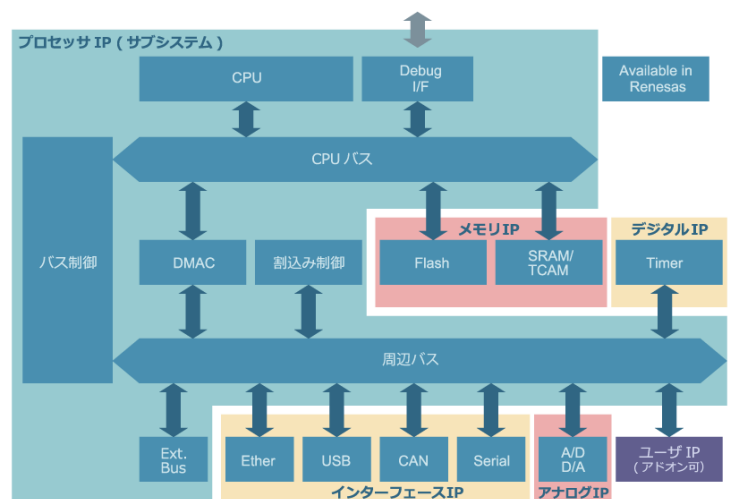 プロセッサ IP ( サブシステム )
CPU
Debug
I/F
Available in
Renesas
CPU バス
バス制御
DMAC
割込み制御
メモリIP
Flash
SRAM/
TCAM
デジタルIP
Timer
周辺バス
Ext.
Bus
Ether
USB
CAN
Serial
インターフェースIP
A/D
D/A
アナログIP
ユーザ IP
( アドオン可)